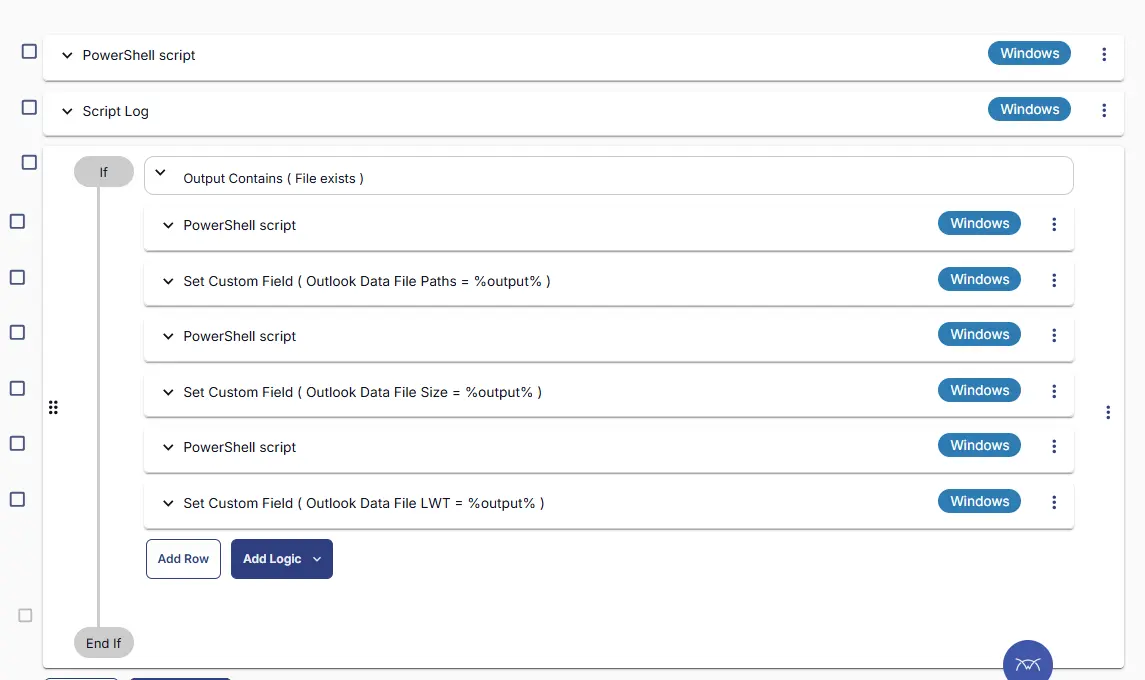 PowerShell script Windows
Script Log Windows
If
Output Contains ( File exists )
PowerShell script Windows
Set Custom Field ( Outlook Data File Paths = %output% ) Windows
PowerShell script Windows
Set Custom Field ( Outlook Data File Size = %output% ) Windows
PowerShell script Windows
Set Custom Field ( Outlook Data File LWT = %output% ) Windows
Add Row Add Logic
End If